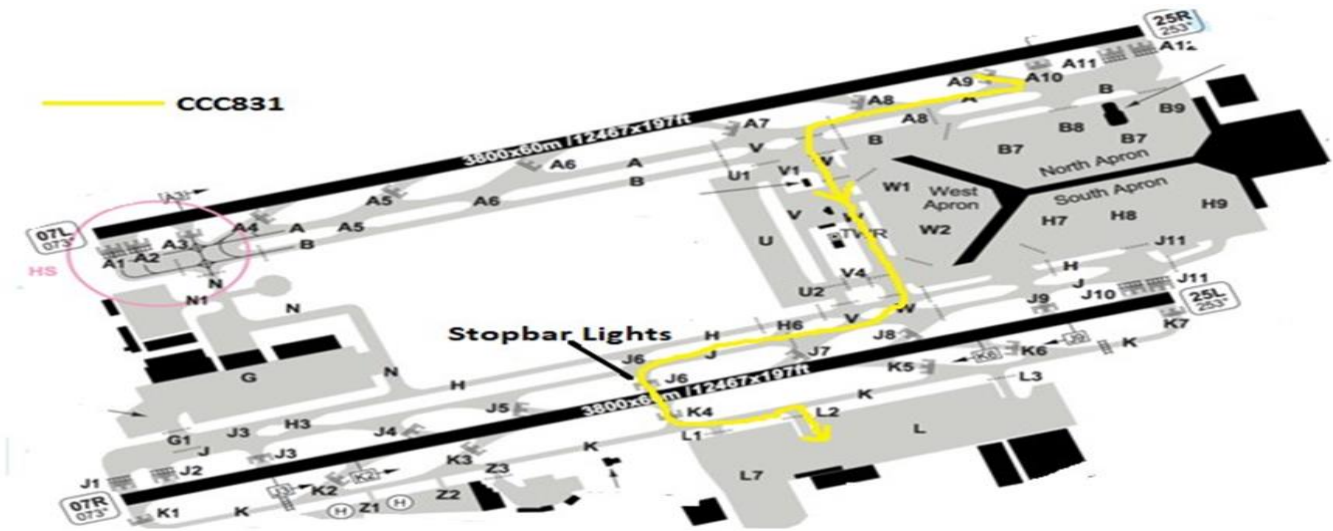 25R
253°
A12
CCC831
A9
A10
A11
A8
A
B
A8
B
B8
B9
A7
3800x60m /12467x197ft
V
B
B7
B7
North Apron
A6
A
U1
V1
W
B
W1
West
Apron
South Apron
A5
A6
V
W
H7
H8
H9
A3
07L
073°
A4
A
A5
U
TWR
W2
HS
A1
A2
A3
B
J11
N
V4
H
N1
U2
J
J10
J11
N
V
W
J9
25L
253°
Stopbar Lights
H
H6
J8
K7
J6
J
J7
K6
J9
K6
K
G
N
H
J6
K5
L3
3800x60m /12467x197ft
K
J5
K4
L2
G1
J3
H3
J4
L1
L
J
K
J1
J2
J3
K3
Z3
L7
K2
07R
073°
J3
K2
Z2
K1
K
H
Z1
H